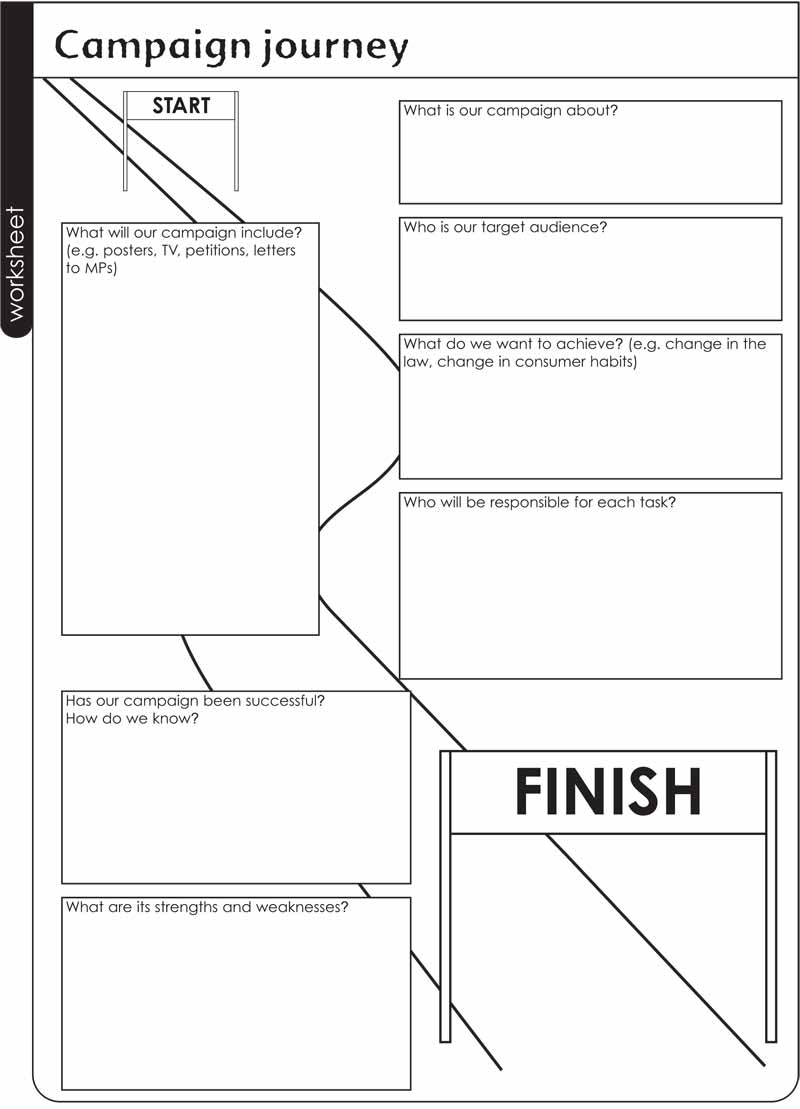 Campaign journey
worksheet
START
What is our campaign about?
Who is our target audience?
What will our campaign include?
(e.g. posters, TV, petitions, letters
to MPs)
What do we want to achieve? (e.g. change in the
law, change in consumer habits)
Who will be responsible for each task?
Has our campaign been successful?
How do we know?
FINISH
What are its strengths and weaknesses?